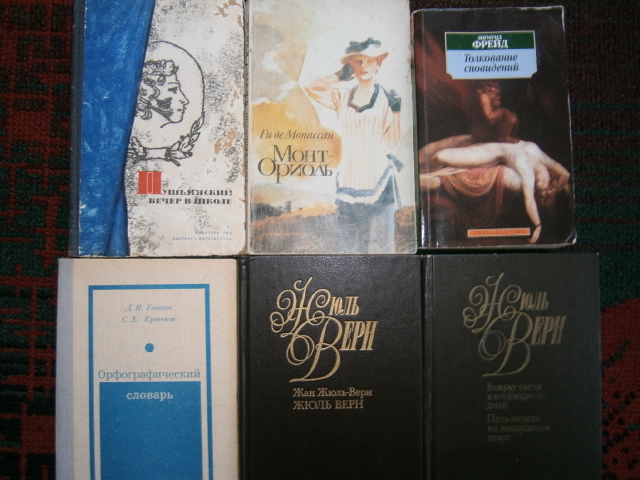 Пушкинский
вечер в школе
Ги де Мопассан
Монт-
Ориоль
Зигмунд
ФРЕЙД
Толкование
сновидений
Д. Н. Ушаков
С. Е. Крючков
Орфографический
словарь
Жюль
Верн
Жан Жюль-Верн
ЖЮЛЬ ВЕРН
Жюль
Верн
Вокруг света
в восемьдесят
дней
Пять недель
на воздушном
шаре